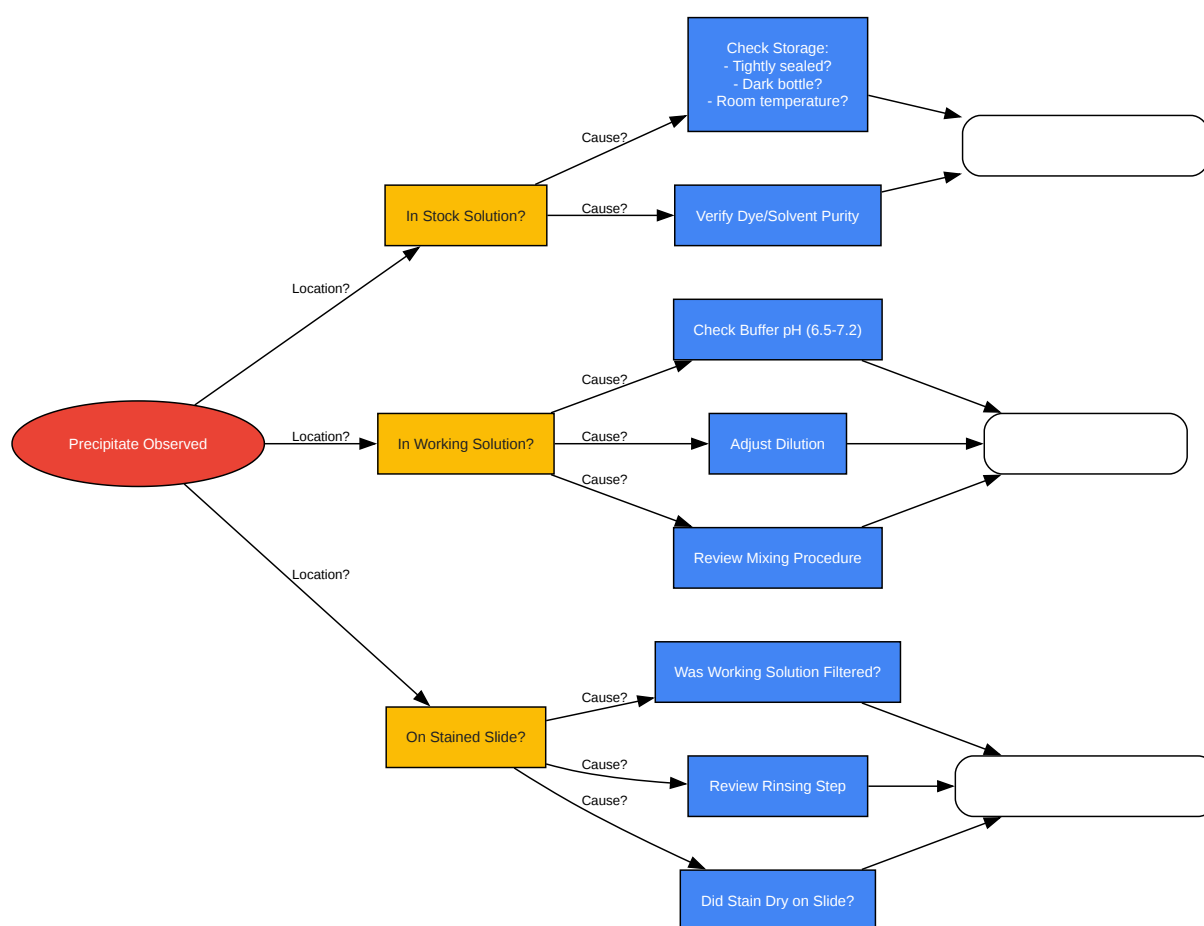 Check Storage:
- Tightly sealed?
- Dark bottle?
- Room temperature?
Cause?
In Stock Solution?
Cause?
Verify Dye/Solvent Purity
Location?
Check Buffer pH (6.5-7.2)
Cause?
Precipitate Observed
Location?
In Working Solution?
Cause?
Adjust Dilution
Cause?
Review Mixing Procedure
Location?
Was Working Solution Filtered?
Cause?
On Stained Slide?
Cause?
Review Rinsing Step
Cause?
Did Stain Dry on Slide?